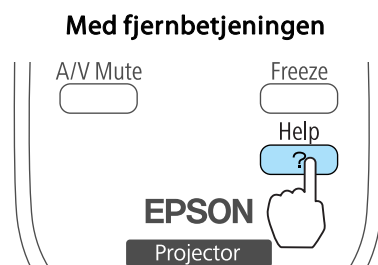 Med fjernbetjeningen
A/V Mute Freeze
Help
?
EPSON
Projector